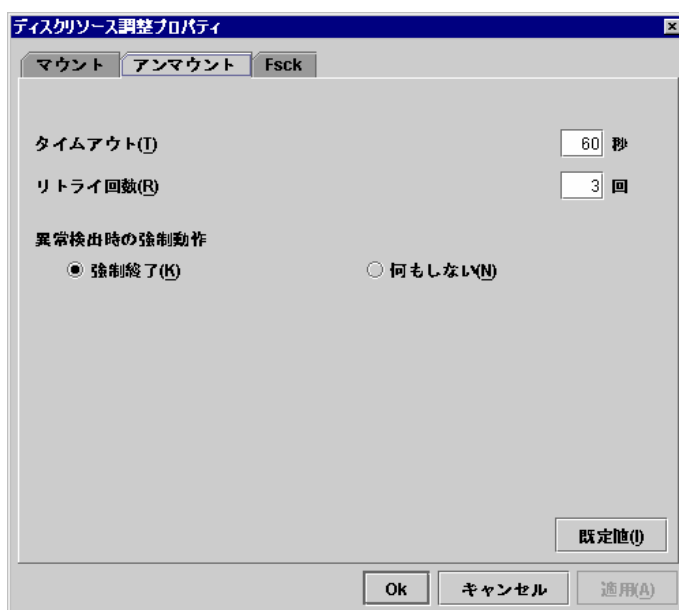 ディスクリソース調整プロパティ
マウント アンマウント Fsck
タイムアウト(T) 60 秒
リトライ回数(R) 3 回
異常検出時の強制動作
強制終了(K) 何もしない(N)
既定値(I)
Ok キャンセル 適用(A)